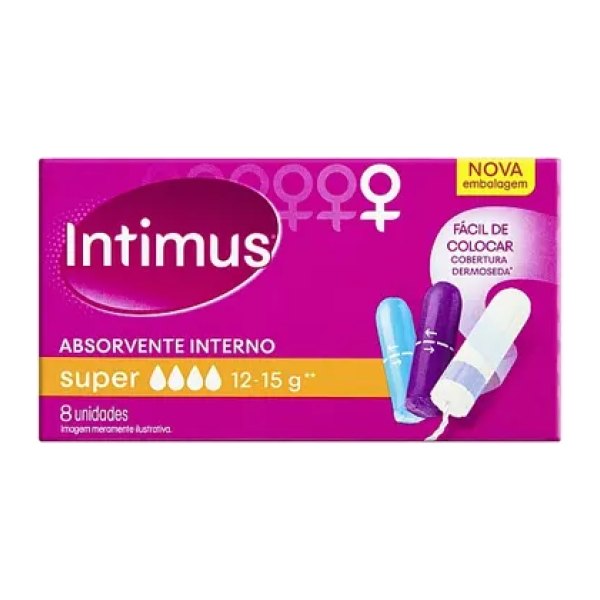 Intimus®
NOVA
embalagem
FÁCIL DE
COLOCAR
COBERTURA
DERMOSEDA*
ABSORVENTE INTERNO
super 12-15 g**
8 unidades
Imagem meramente ilustrativa.